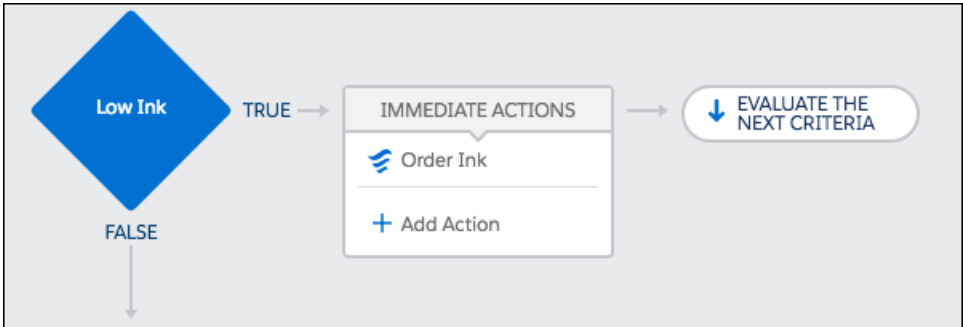 Low Ink
TRUE
IMMEDIATE ACTIONS
Order Ink
Add Action
EVALUATE THE
NEXT CRITERIA
FALSE